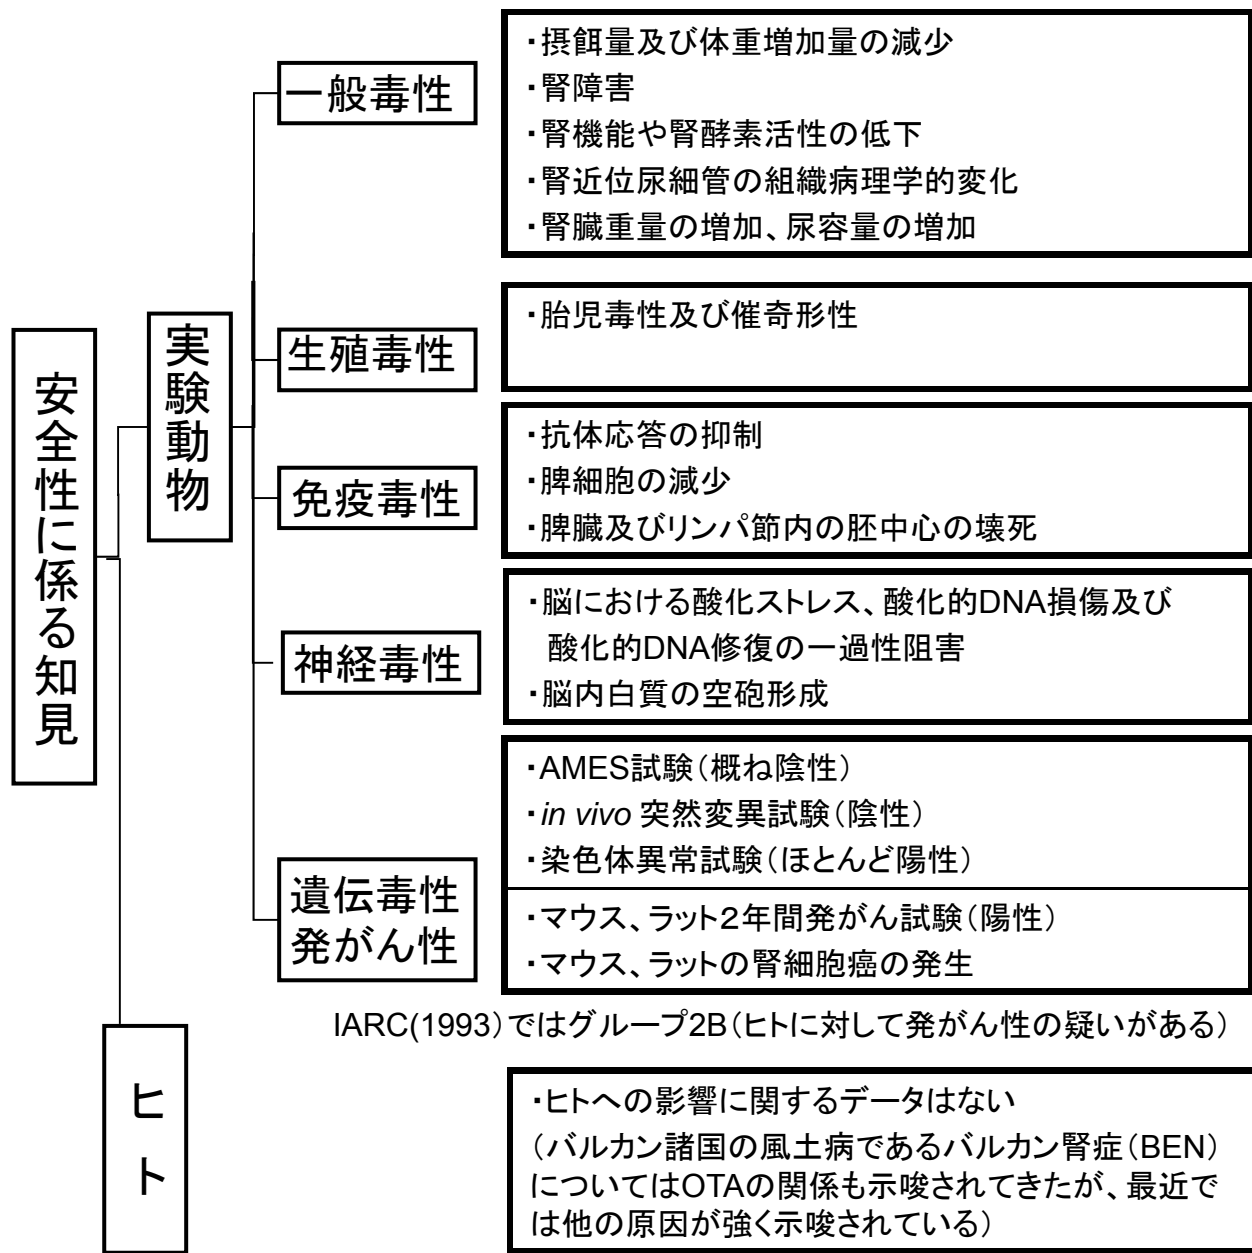 安全性に係る知見
実験動物
一般毒性
・摂餌量及び体重増加量の減少
・腎障害
・腎機能や腎酵素活性の低下
・腎近位尿細管の組織病理学的変化
・腎臓重量の増加、尿容量の増加
生殖毒性
・胎児毒性及び催奇形性
免疫毒性
・抗体応答の抑制
・脾細胞の減少
・脾臓及びリンパ節内の胚中心の壊死
神経毒性
・脳における酸化ストレス、酸化的DNA損傷及び
酸化的DNA修復の一過性阻害
・脳内白質の空砲形成
遺伝毒性
発がん性
・AMES試験（概ね陰性）
・in vivo 突然変異試験（陰性）
・染色体異常試験（ほとんど陽性）
・マウス、ラット２年間発がん試験（陽性）
・マウス、ラットの腎細胞癌の発生
IARC(1993）ではグループ2B（ヒトに対して発がん性の疑いがある）
ヒト
・ヒトへの影響に関するデータはない
（バルカン諸国の風土病であるバルカン腎症（BEN）
についてはOTAの関係も示唆されてきたが、最近で
は他の原因が強く示唆されている）